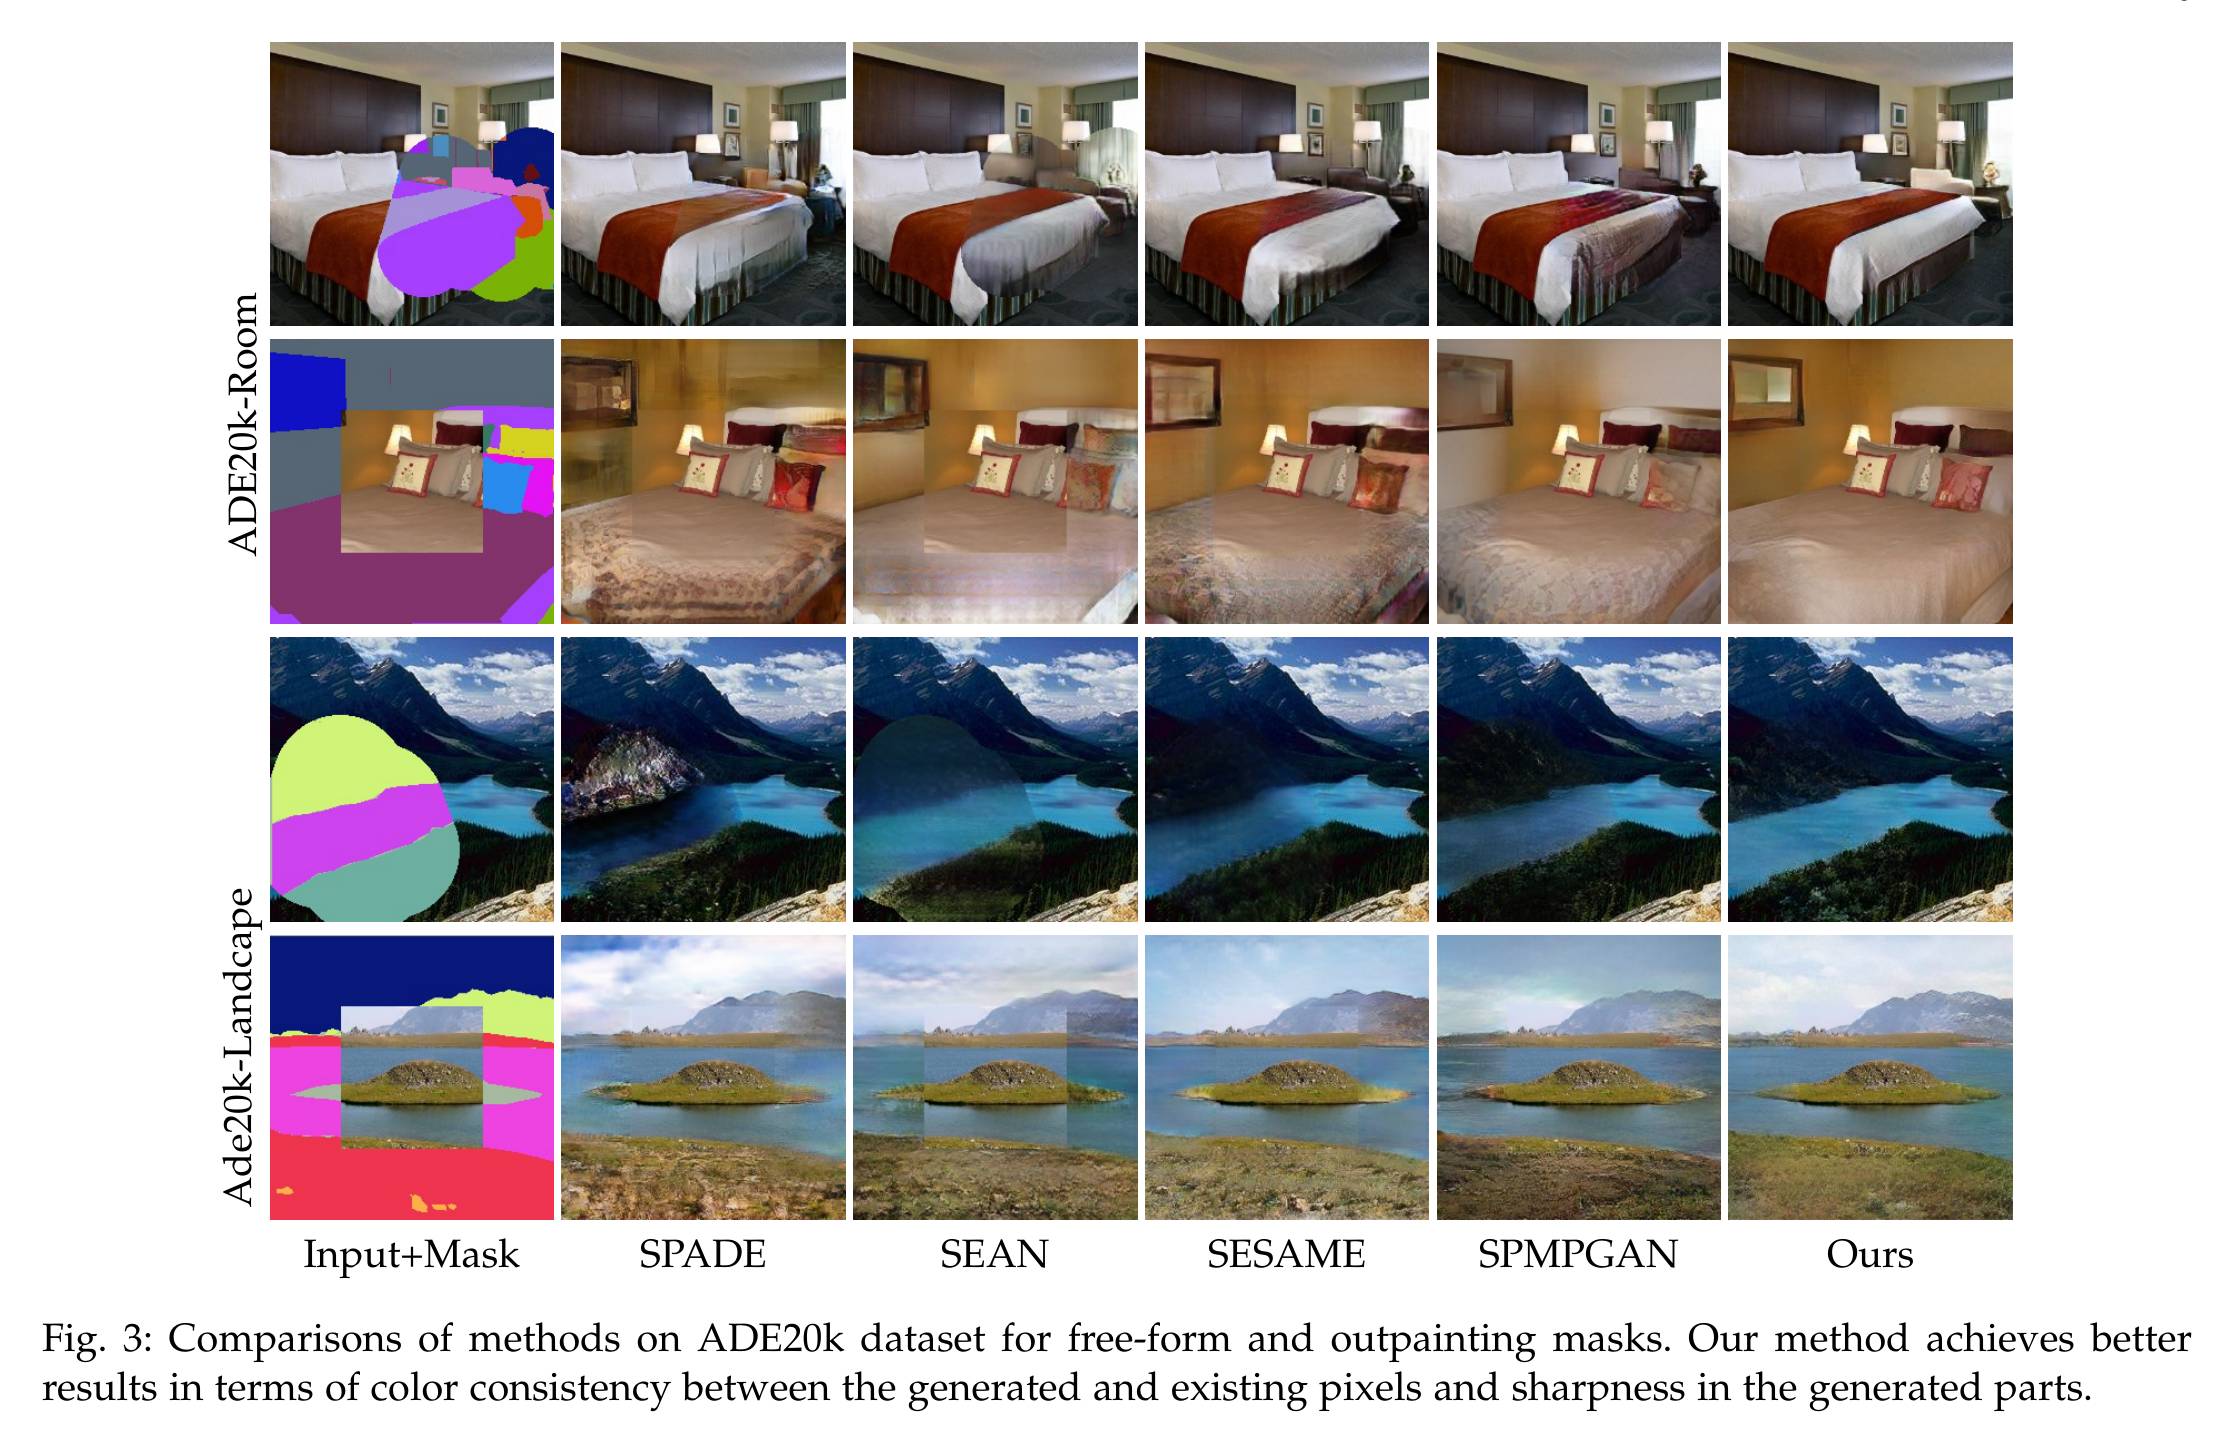 ADE20k-Room
Ade20k-Landcape
Input+Mask SPADE SEAN SESAME SPMPGAN Ours
Fig. 3: Comparisons of methods on ADE20k dataset for free-form and outpainting masks. Our method achieves better
results in terms of color consistency between the generated and existing pixels and sharpness in the generated parts.